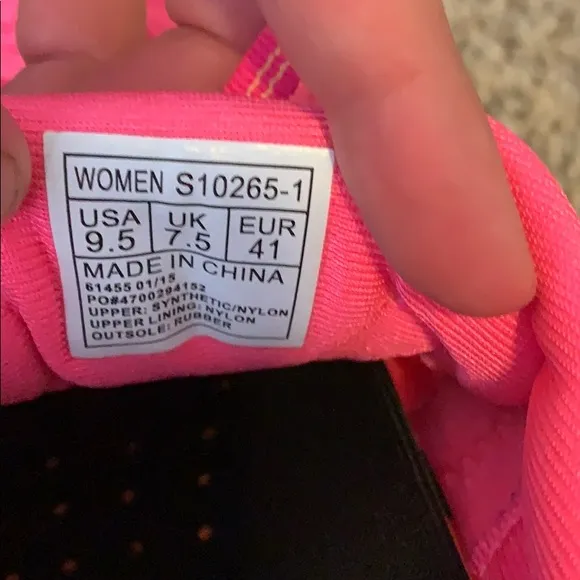 WOMEN S10265-1
USA UK EUR
9.5 7.5 41
MADE IN CHINA
61455 01/15
PO#4700294152
UPPER: SYNTHETIC/NYLON
UPPER LINING: NYLON
OUTSOLE: RUBBER